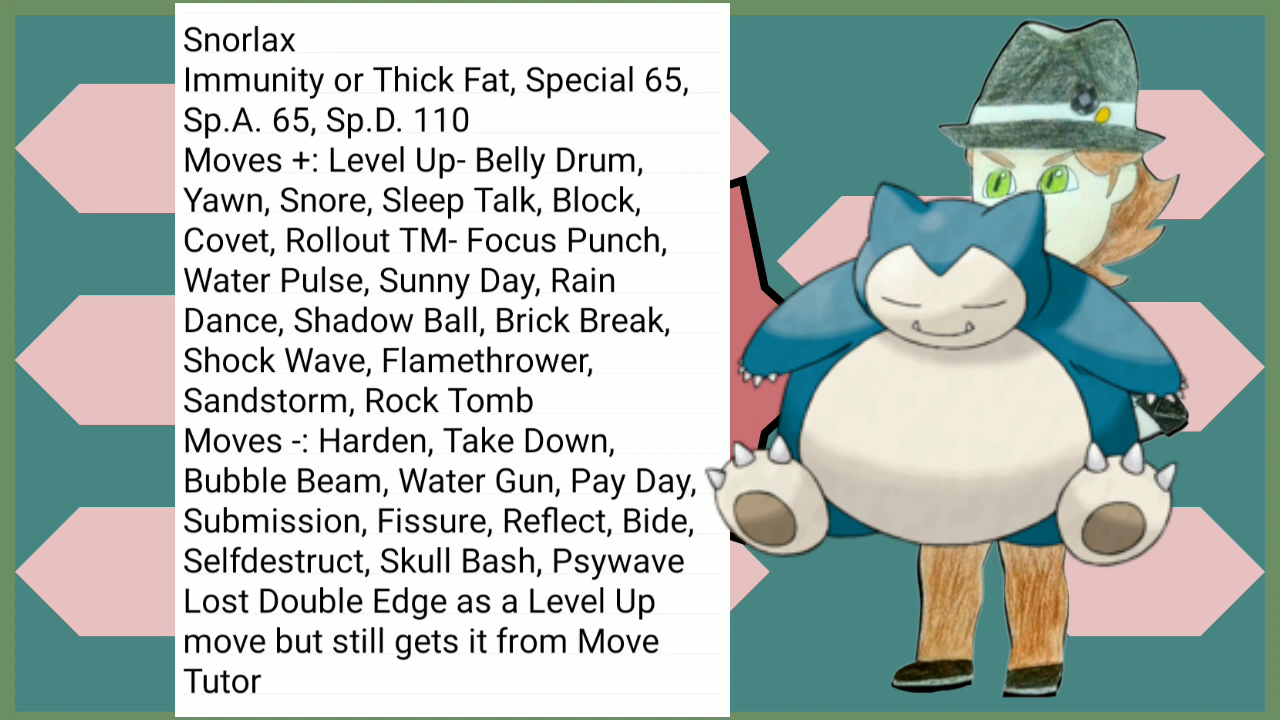 Snorlax
Immunity or Thick Fat, Special 65,
Sp.A. 65, Sp.D. 110
Moves +: Level Up- Belly Drum,
Yawn, Snore, Sleep Talk, Block,
Covet, Rollout TM- Focus Punch,
Water Pulse, Sunny Day, Rain
Dance, Shadow Ball, Brick Break,
Shock Wave, Flamethrower,
Sandstorm, Rock Tomb
Moves -: Harden, Take Down,
Bubble Beam, Water Gun, Pay Day,
Submission, Fissure, Reflect, Bide,
Selfdestruct, Skull Bash, Psywave
Lost Double Edge as a Level Up
move but still gets it from Move
Tutor